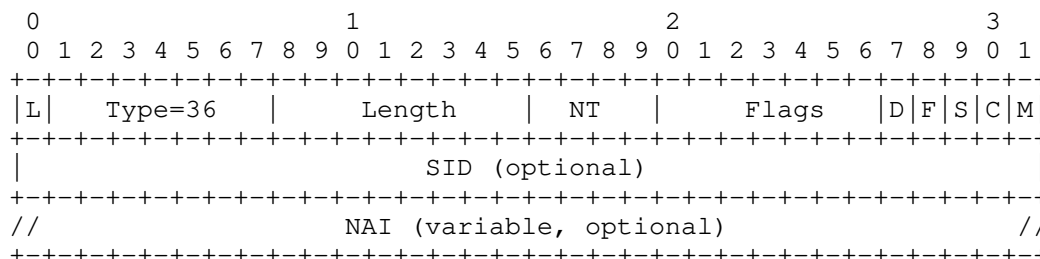 0                   1                   2                   3
 0 1 2 3 4 5 6 7 8 9 0 1 2 3 4 5 6 7 8 9 0 1 2 3 4 5 6 7 8 9 0 1
+-+-+-+-+-+-+-+-+-+-+-+-+-+-+-+-+-+-+-+-+-+-+-+-+-+-+-+-+-+-+-+--
|L|   Type=36   |     Length    |  NT   |     Flags     |D|F|S|C|M|
+-+-+-+-+-+-+-+-+-+-+-+-+-+-+-+-+-+-+-+-+-+-+-+-+-+-+-+-+-+-+-+--
|                         SID (optional)                        |
+-+-+-+-+-+-+-+-+-+-+-+-+-+-+-+-+-+-+-+-+-+-+-+-+-+-+-+-+-+-+-+--
//                   NAI (variable, optional)                  //
+-+-+-+-+-+-+-+-+-+-+-+-+-+-+-+-+-+-+-+-+-+-+-+-+-+-+-+-+-+-+-+--